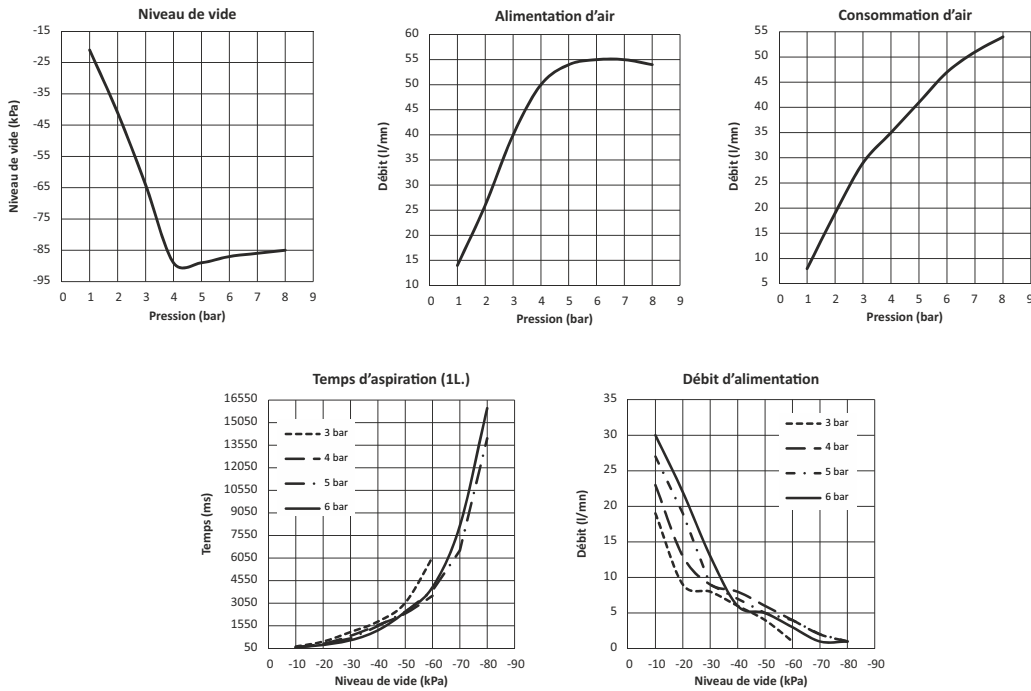 Niveau de vide
Niveau de vide (kPa)
-15
-25
-35
-45
-55
-65
-75
-85
-95
0 1 2 3 4 5 6 7 8 9
Pression (bar)
Alimentation d'air
Débit (l/mn)
60
55
50
45
40
35
30
25
20
15
10
0 1 2 3 4 5 6 7 8 9
Pression (bar)
Consommation d'air
Débit (l/mn)
55
50
45
40
35
30
25
20
15
10
5
0 1 2 3 4 5 6 7 8 9
Pression (bar)
Temps d'aspiration (1L.)
Temps (ms)
16550
15050
13550
12050
10550
9050
7550
6050
4550
3050
1550
50
3 bar
4 bar
5 bar
6 bar
0 -10 -20 -30 -40 -50 -60 -70 -80 -90
Niveau de vide (kPa)
Débit d'alimentation
Débit (l/mn)
35
30
25
20
15
10
5
0
3 bar
4 bar
5 bar
6 bar
0 -10 -20 -30 -40 -50 -60 -70 -80 -90
Niveau de vide (kPa)